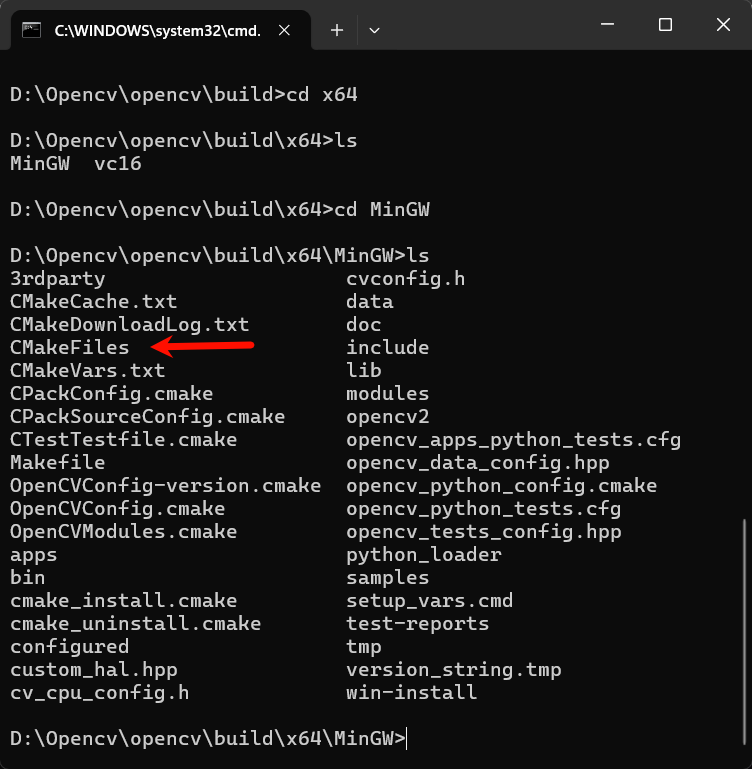 C:\WINDOWS\system32\cmd.
D:\Opencv\opencv\build>cd x64
D:\Opencv\opencv\build\x64>ls
MinGW  vc16
D:\Opencv\opencv\build\x64>cd MinGW
D:\Opencv\opencv\build\x64\MinGW>ls
3rdparty                    cvconfig.h
CMakeCache.txt              data
CMakeDownloadLog.txt        doc
CMakeFiles                  include
CMakeVars.txt               lib
CPackConfig.cmake           modules
CPackSourceConfig.cmake     opencv2
CTestTestfile.cmake         opencv_apps_python_tests.cfg
Makefile                    opencv_data_config.hpp
OpenCVConfig-version.cmake  opencv_python_config.cmake
OpenCVConfig.cmake          opencv_python_tests.cfg
OpenCVModules.cmake         opencv_tests_config.hpp
apps                        python_loader
bin                         samples
cmake_install.cmake         setup_vars.cmd
cmake_uninstall.cmake       test-reports
configured                  tmp
custom_hal.hpp              version_string.tmp
cv_cpu_config.h             win-install
D:\Opencv\opencv\build\x64\MinGW>